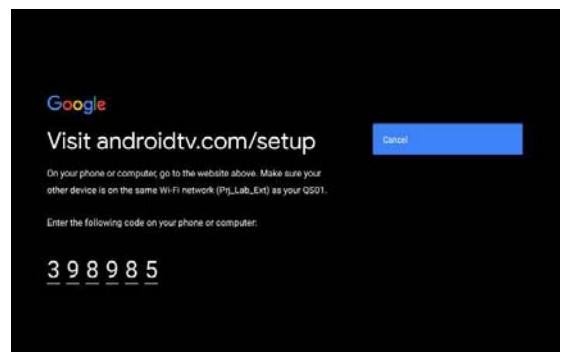 Google
Visit androidtv.com/setup
Cancel
On your phone or computer, go to the website above. Make sure your
other device is on the same Wi-Fi network (Prj_Lab_Ext) as your QS01.
Enter the following code on your phone or computer:
398985